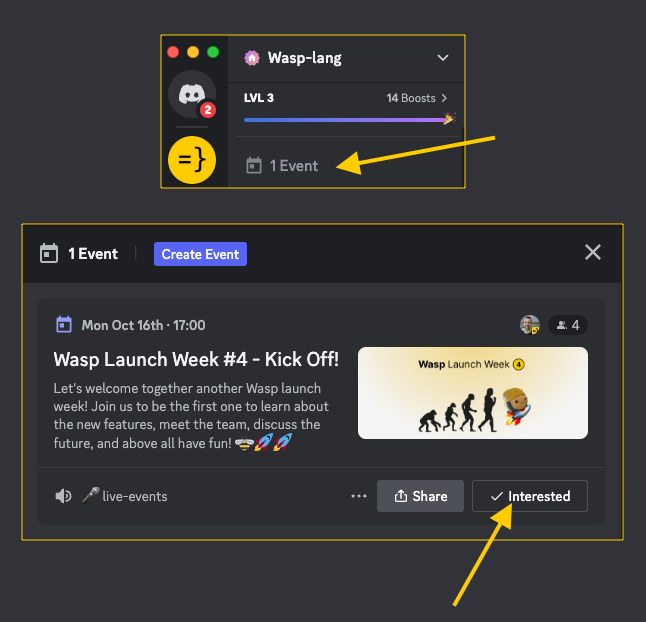 Wasp-lang
2
LVL 3
14 Boosts
=}
1 Event
1 Event
Create Event
Mon Oct 16th · 17:00
4
Wasp Launch Week #4 - Kick Off!
Let's welcome together another Wasp launch
week! Join us to be the first one to learn about
the new features, meet the team, discuss the
future, and above all have fun! 🐝🚀🚀
Wasp Launch Week 4
🎤 live-events
Share
Interested